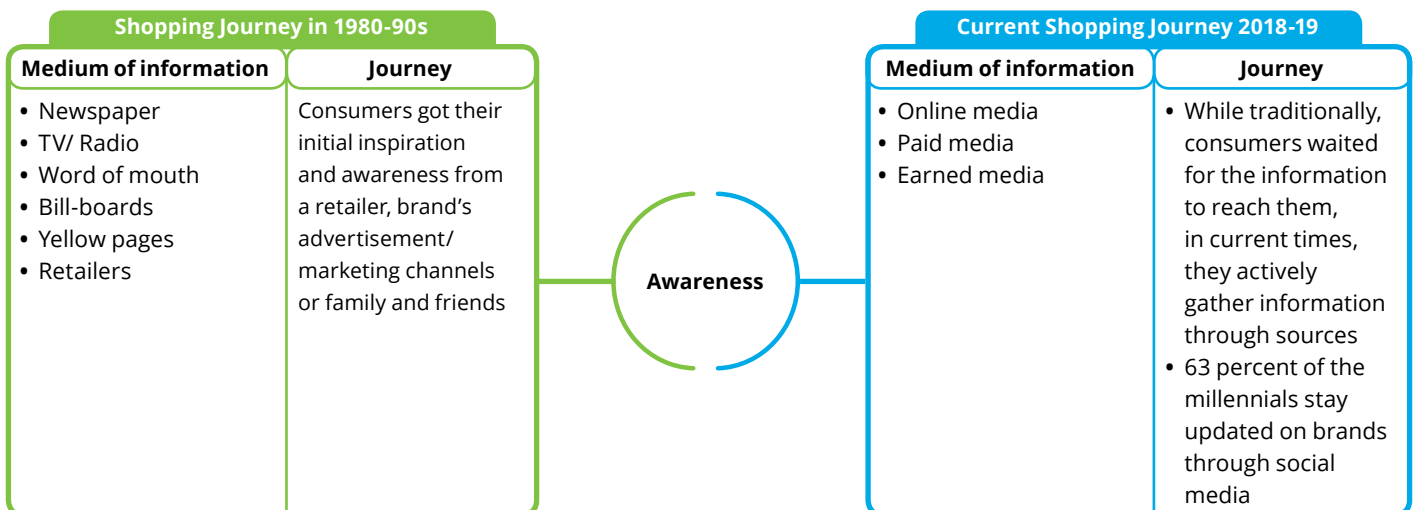 Shopping Journey in 1980-90s
Medium of information
Journey
• Newspaper
• TV/ Radio
• Word of mouth
• Bill-boards
• Yellow pages
• Retailers
Consumers got their
initial inspiration
and awareness from
a retailer, brand’s
advertisement/
marketing channels
or family and friends
Awareness
Current Shopping Journey 2018-19
Medium of information
Journey
• Online media
• Paid media
• Earned media
• While traditionally,
consumers waited
for the information
to reach them,
in current times,
they actively
gather information
through sources
• 63 percent of the
millennials stay
updated on brands
through social
media